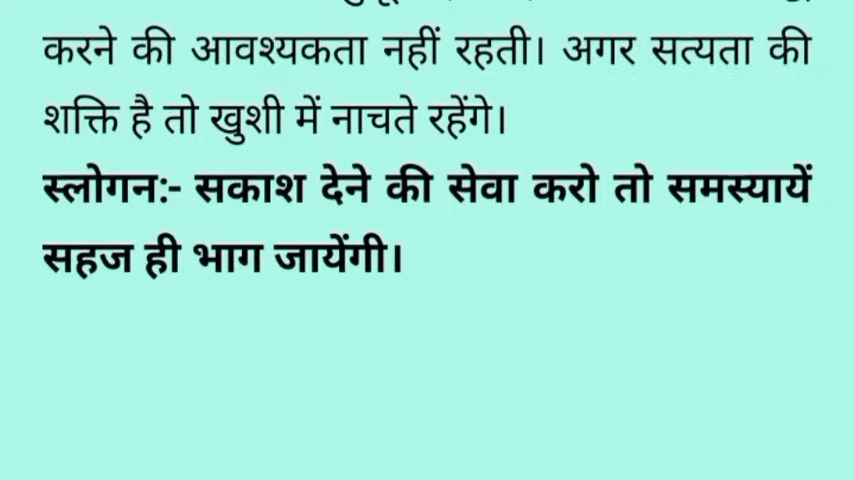 करने की आवश्यकता नहीं रहती। अगर सत्यता की
शक्ति है तो खुशी में नाचते रहेंगे।
स्लोगन:- सकाश देने की सेवा करो तो समस्यायें
सहज ही भाग जायेंगी।